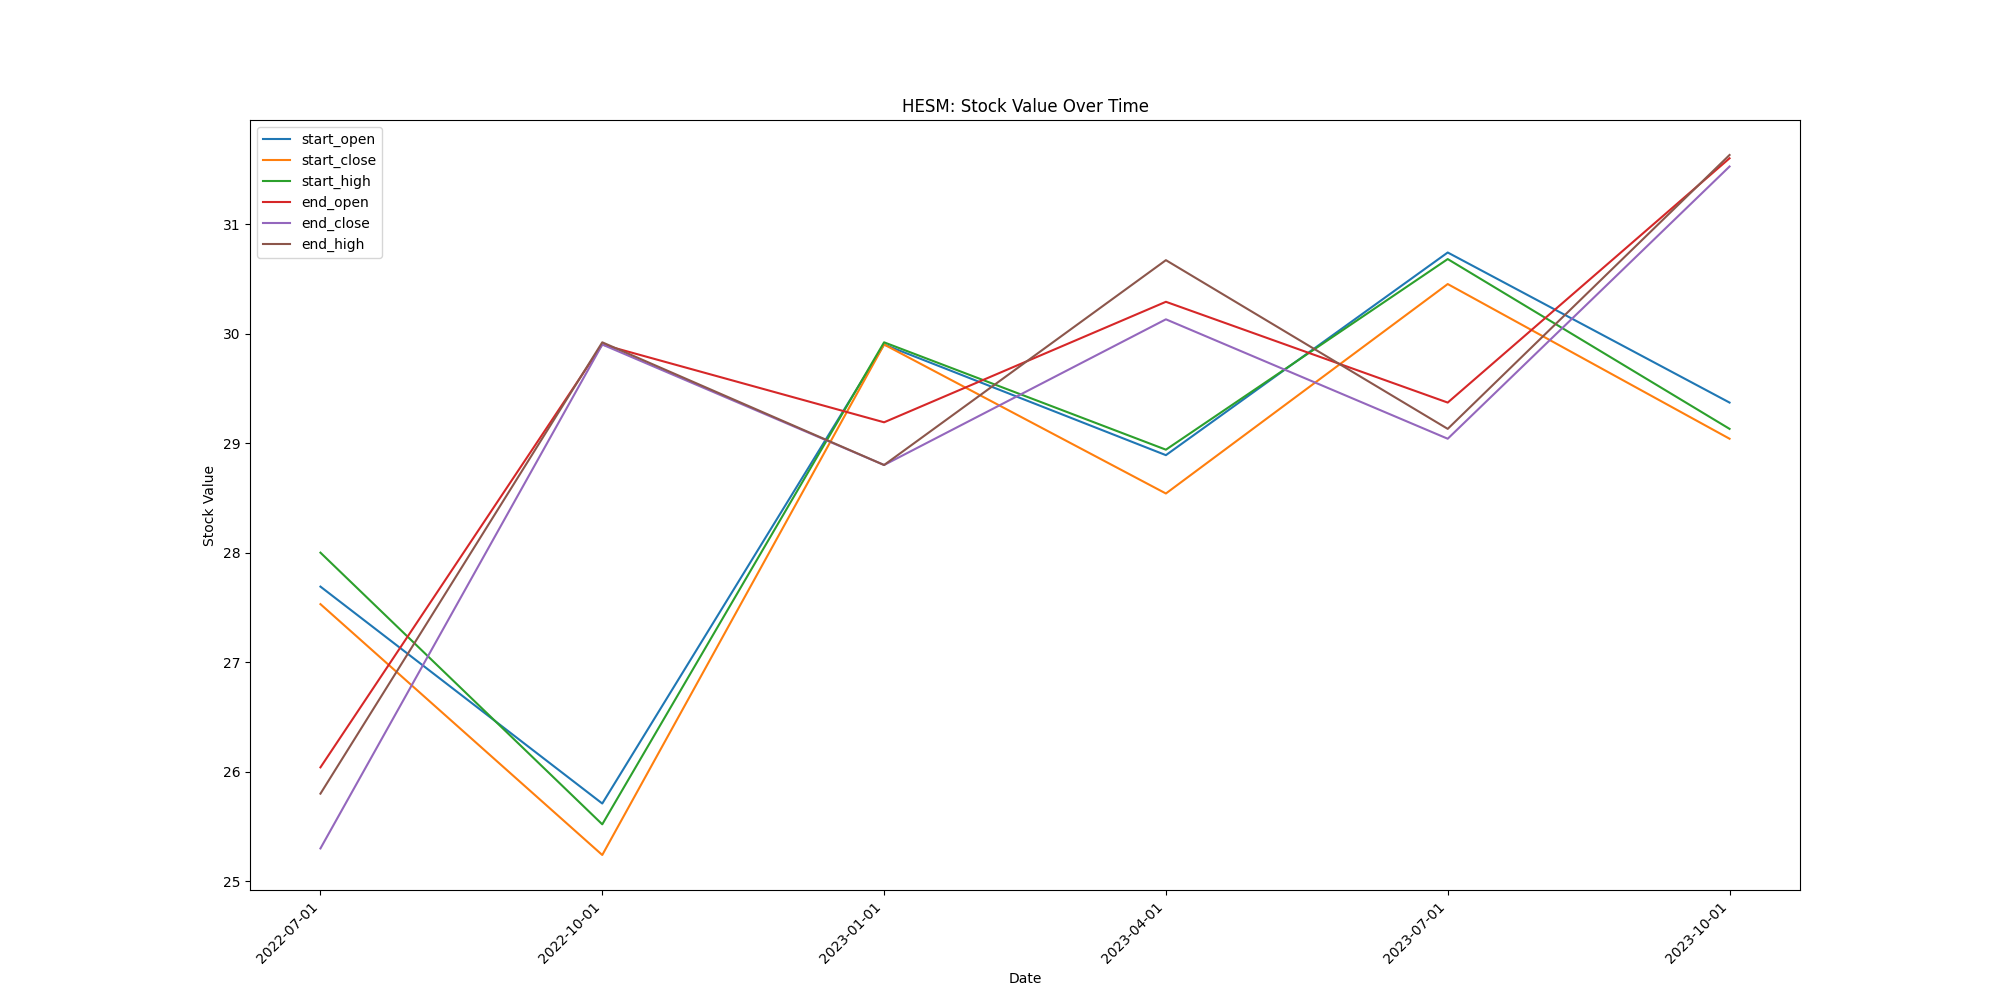 HESM: Stock Value Over Time
start_open
start_close
start_high
end_open
end_close
end_high
31
30
29
28
27
26
25
Stock Value
2022-07-01
2022-10-01
2023-01-01
2023-04-01
2023-07-01
2023-10-01
Date